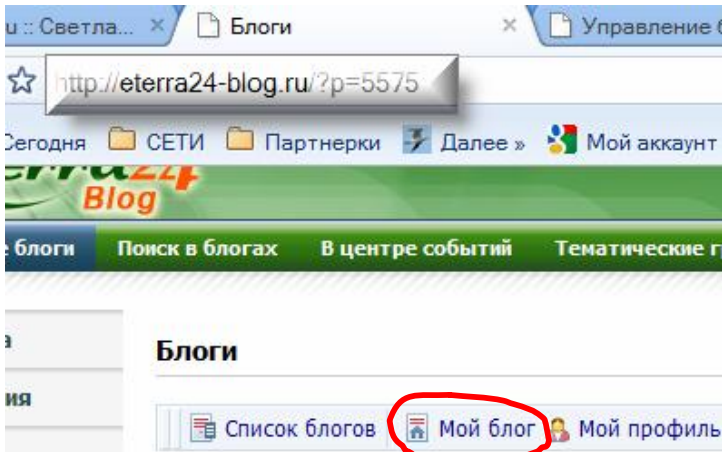 u :: Светла...
Блоги
Управление б
http://eterra24-blog.ru/?p=5575
Сегодня
СЕТИ
Партнерки
Далее »
Мой аккаунт
Blog
блоги
Поиск в блогах
В центре событий
Тематические г
Блоги
ия
Список блогов
Мой блог
Мой профиль